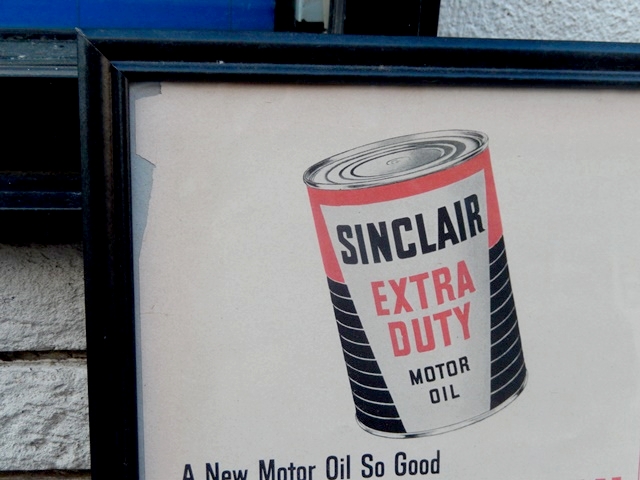 SINCLAIR
EXTRA
DUTY
MOTOR
OIL
A New Motor Oil So Good